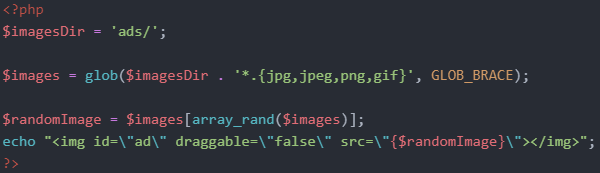 <?php
$imagesDir = 'ads/';
$images = glob($imagesDir . '*.{jpg,jpeg,png,gif}', GLOB_BRACE);
$randomImage = $images[array_rand($images)];
echo "<img id=\"ad\" draggable=\"false\" src=\"{$randomImage}\"></img>";
?>